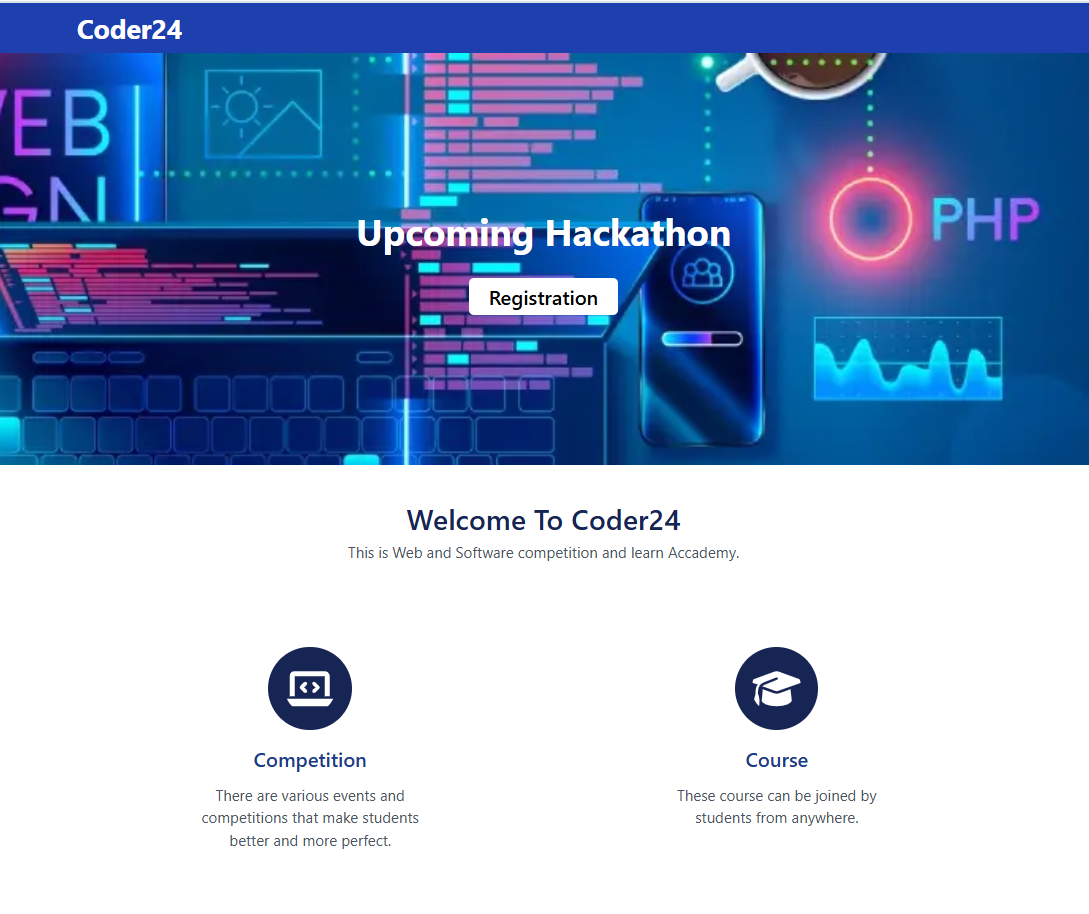 Coder24
WEB
PHP
Upcoming Hackathon
Registration
Welcome To Coder24
This is Web and Software competition and learn Accademy.
Competition
There are various events and
competitions that make students
better and more perfect.
Course
These course can be joined by
students from anywhere.